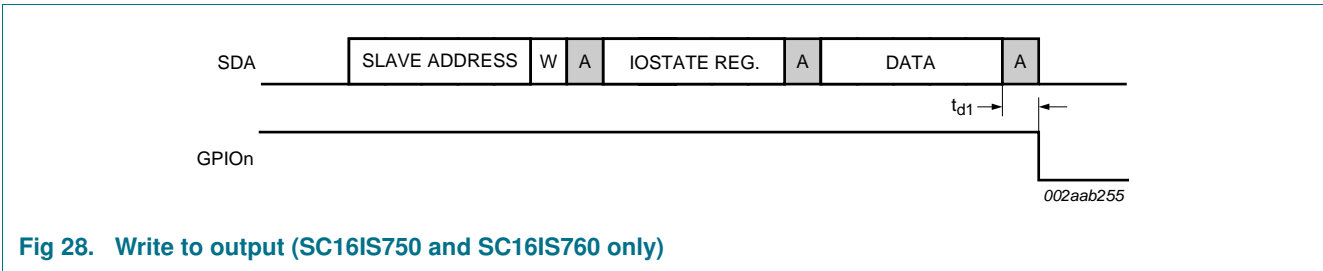 SDA SLAVE ADDRESS W A IOSTATE REG. A DATA A
td1
GPIOn
002aab255
Fig 28. Write to output (SC16IS750 and SC16IS760 only)